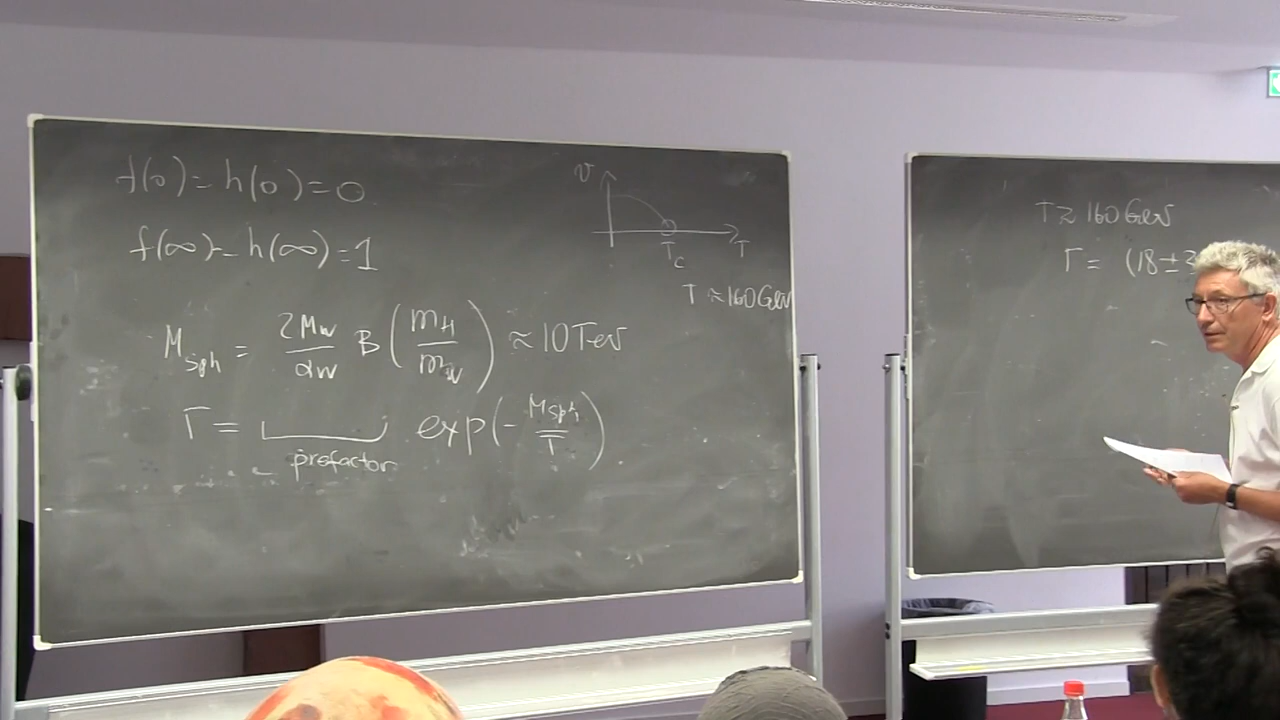 f(0) = h(0) = 0
f(∞) = h(∞) = 1
M_sph = 2M_W / α_W B (m_H / m_W) ≈ 10 TeV
Γ = prefactor exp(- M_sph / T)
v
T_c T
T ≈ 160 GeV
T ≈ 160 GeV
Γ = (18 ± 3